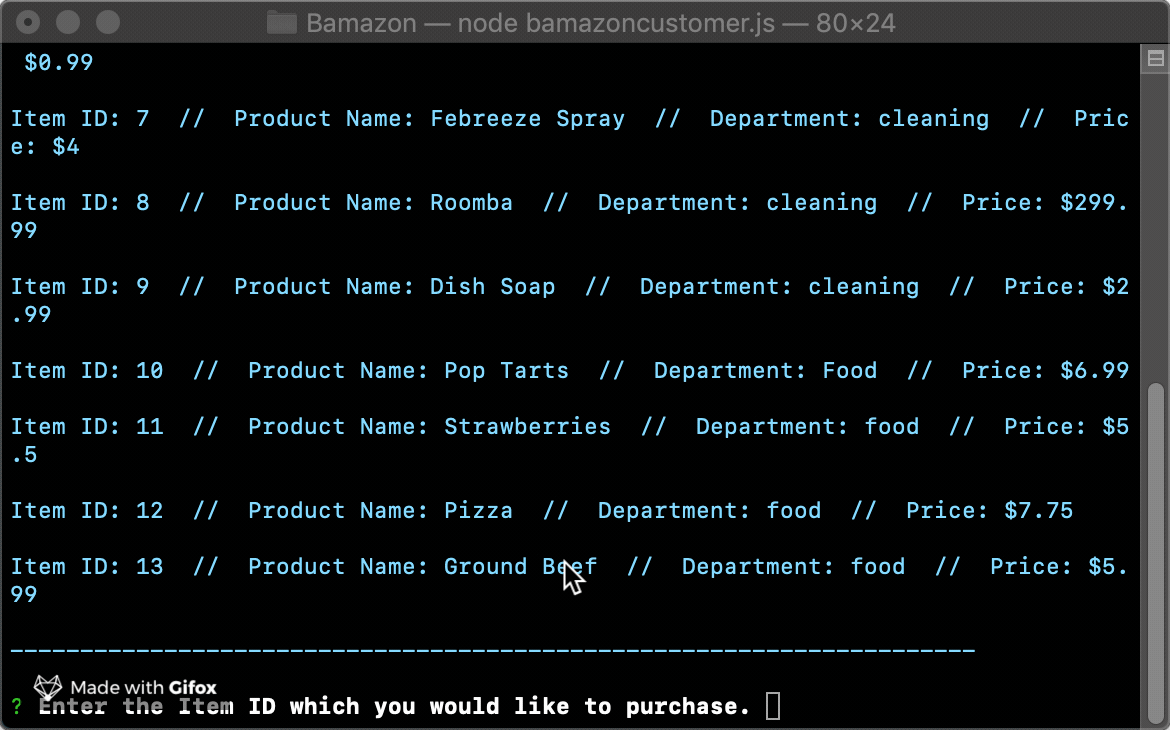 Bamazon — node bamazoncustomer.js — 80×24
$0.99
Item ID: 7  //  Product Name: Febreeze Spray  //  Department: cleaning  //  Pric
e: $4
Item ID: 8  //  Product Name: Roomba  //  Department: cleaning  //  Price: $299.
99
Item ID: 9  //  Product Name: Dish Soap  //  Department: cleaning  //  Price: $2
.99
Item ID: 10  //  Product Name: Pop Tarts  //  Department: Food  //  Price: $6.99
Item ID: 11  //  Product Name: Strawberries  //  Department: food  //  Price: $5
.5
Item ID: 12  //  Product Name: Pizza  //  Department: food  //  Price: $7.75
Item ID: 13  //  Product Name: Ground Beef  //  Department: food  //  Price: $5.
99
---------------------------------------------------------------------
Made with Gifox
? Enter the Item ID which you would like to purchase.